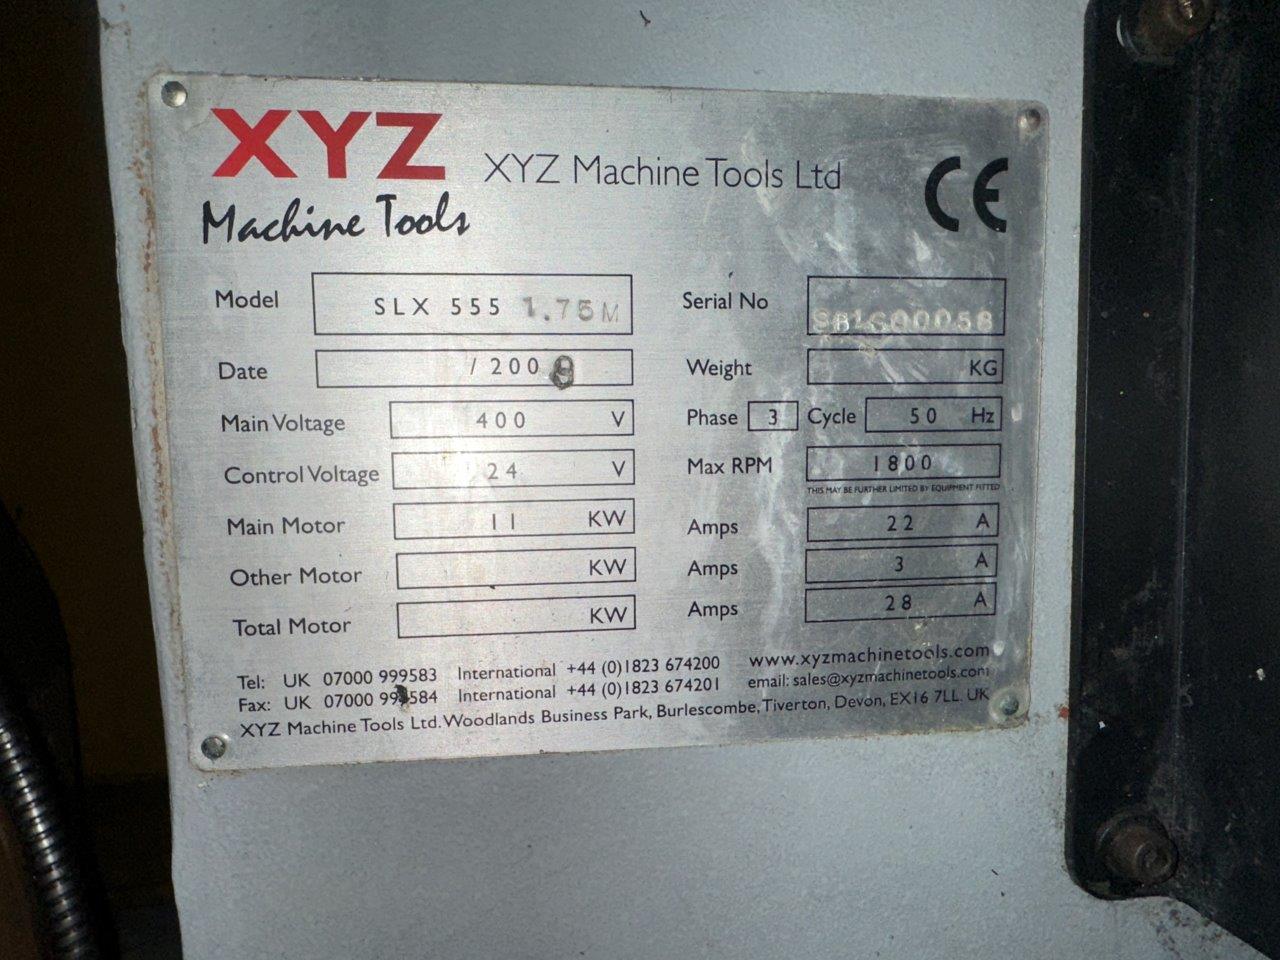 XYZ
Machine Tools
XYZ Machine Tools Ltd
CE
Model SLX 555 1.75M
Serial No SB1600058
Date / 200
Weight KG
Main Voltage 400 V
Phase 3 Cycle 50 Hz
Control Voltage 24 V
Max RPM 1800
THIS MAY BE FURTHER LIMITED BY EQUIPMENT FITTED
Main Motor 11 KW
Amps 22 A
Other Motor KW
Amps 3 A
Total Motor KW
Amps 28 A
Tel: UK 07000 999583 International +44 (0)1823 674200 www.xyzmachinetools.com
Fax: UK 07000 999584 International +44 (0)1823 674201 email: sales@xyzmachinetools.com
XYZ Machine Tools Ltd. Woodlands Business Park, Burlescombe, Tiverton, Devon, EX16 7LL. UK